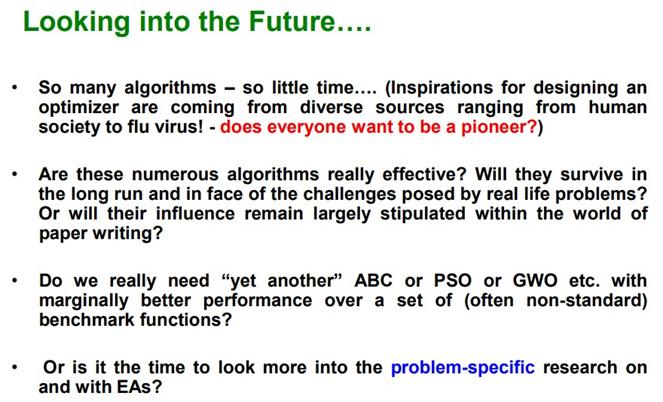 Looking into the Future….
• So many algorithms – so little time…. (Inspirations for designing an
optimizer are coming from diverse sources ranging from human
society to flu virus! - does everyone want to be a pioneer?)
• Are these numerous algorithms really effective? Will they survive in
the long run and in face of the challenges posed by real life problems?
Or will their influence remain largely stipulated within the world of
paper writing?
• Do we really need “yet another” ABC or PSO or GWO etc. with
marginally better performance over a set of (often non-standard)
benchmark functions?
• Or is it the time to look more into the problem-specific research on
and with EAs?